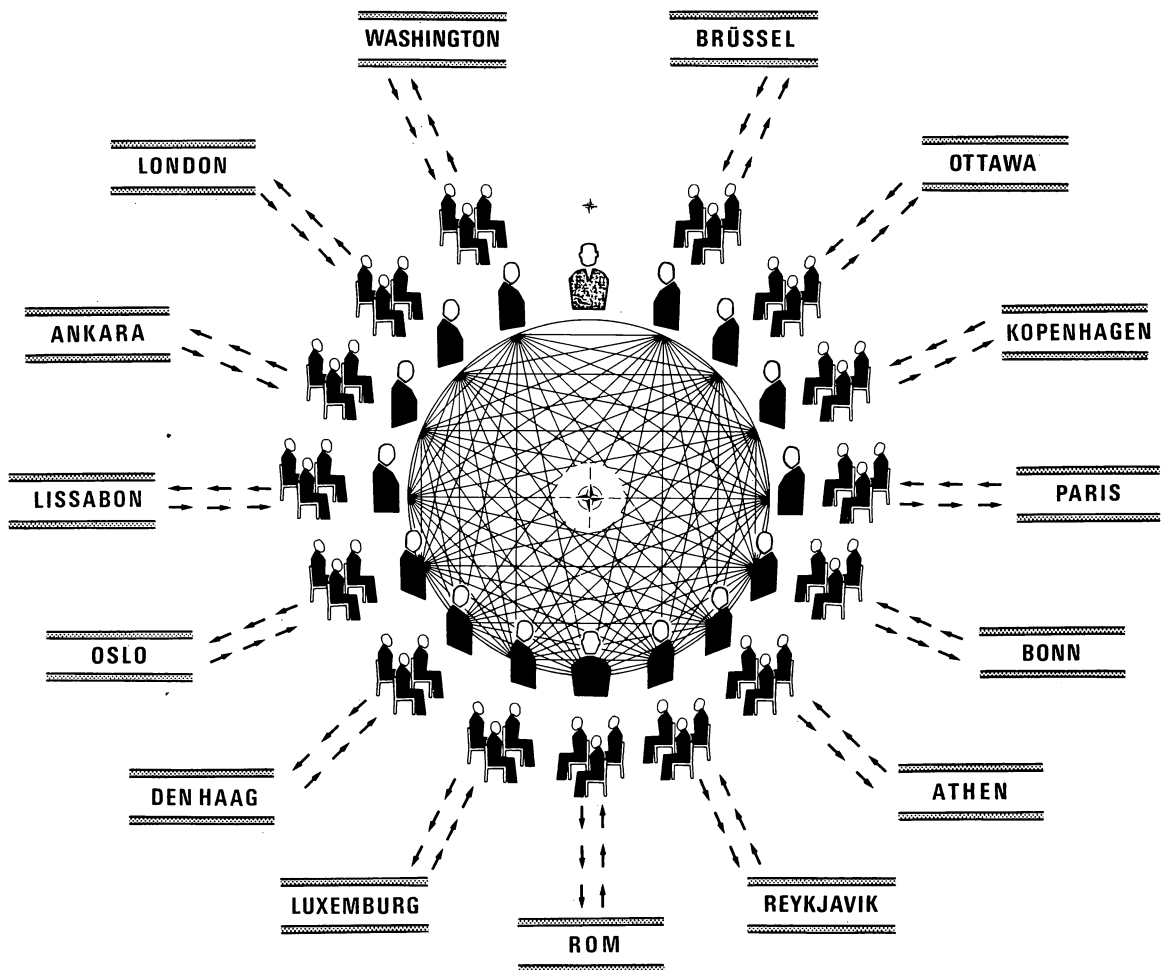 WASHINGTON
BRÜSSEL
LONDON
OTTAWA
ANKARA
KOPENHAGEN
LISSABON
PARIS
OSLO
BONN
DEN HAAG
ATHEN
LUXEMBURG
REYKJAVIK
ROM